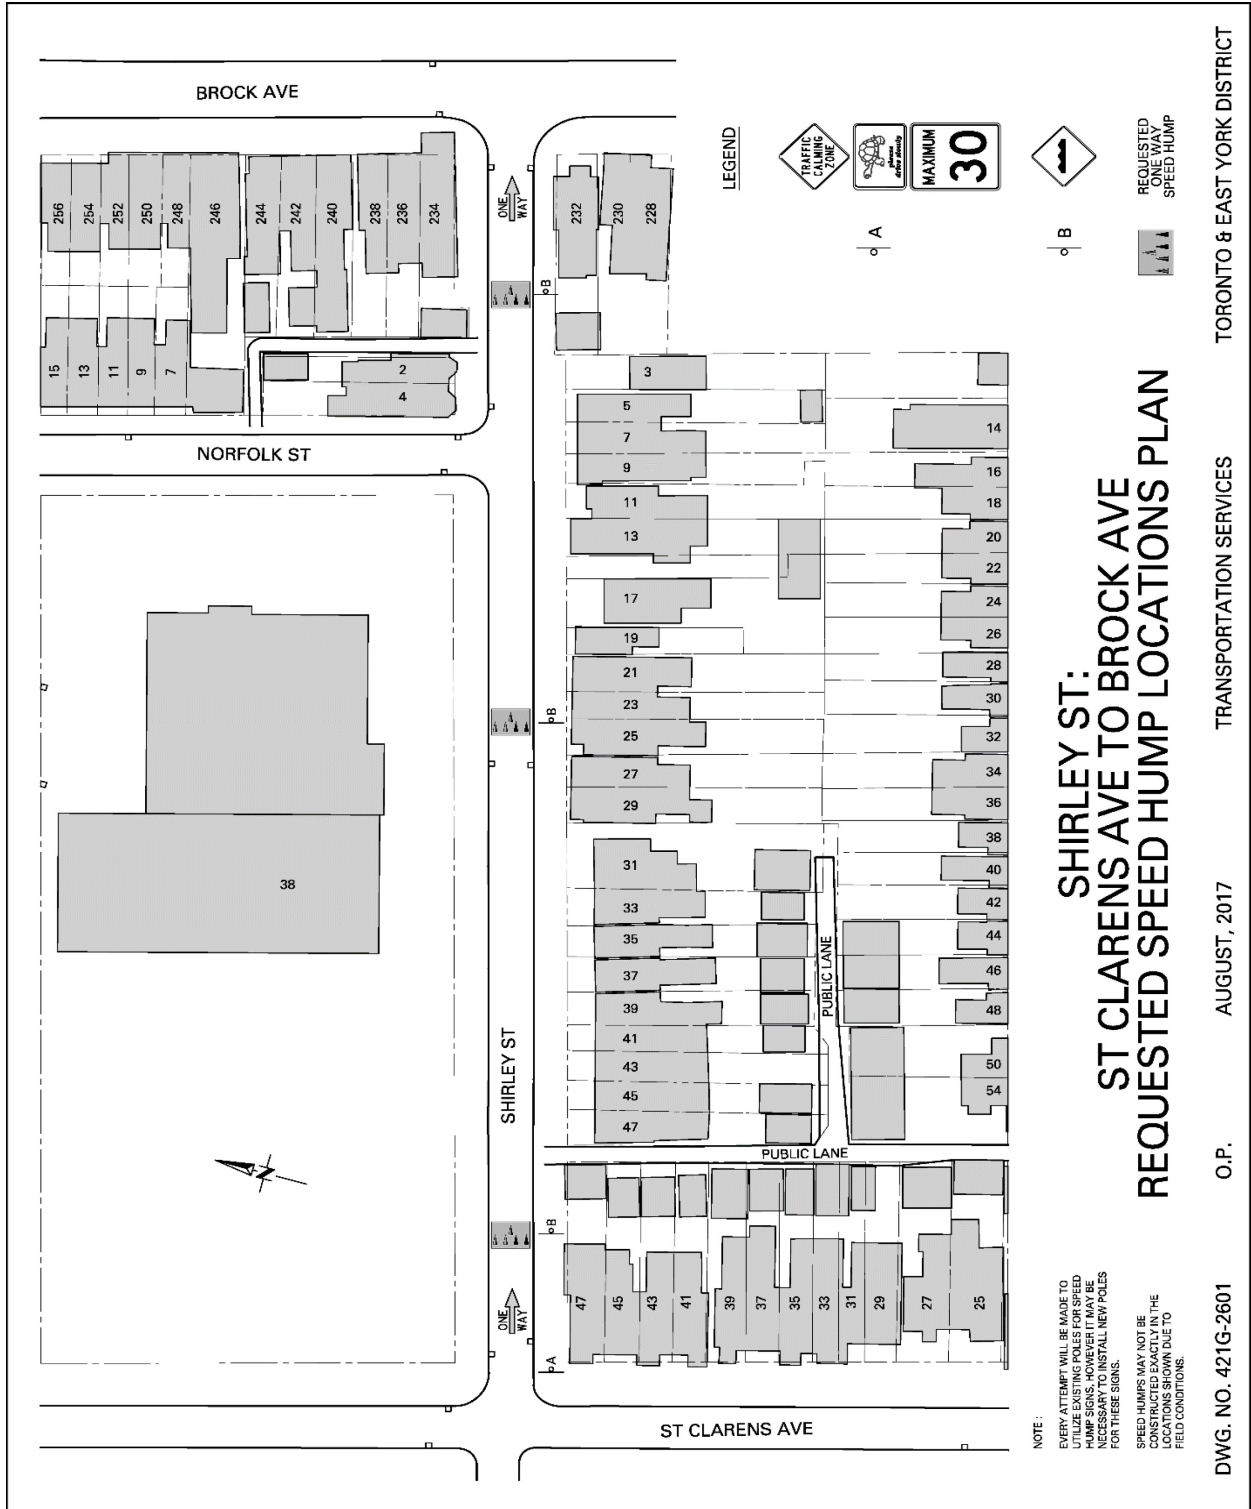 BROCK AVE
256
254
252
250
248
246
244
242
240
238
236
234
ONE
WAY
232
230
228
15
13
11
9
7
2
4
NORFOLK ST
B
3
5
7
9
11
13
17
19
21
23
25
27
29
31
33
35
37
39
41
43
45
47
14
16
18
20
22
24
26
28
30
32
34
36
38
40
42
44
46
48
50
54
38
B
SHIRLEY ST
PUBLIC LANE
PUBLIC LANE
N
B
ONE
WAY
A
47
45
43
41
39
37
35
33
31
29
27
25
ST CLARENS AVE
LEGEND
A
TRAFFIC
CALMING
ZONE
please
drive slowly
MAXIMUM
30
B
REQUESTED
ONE WAY
SPEED HUMP
SHIRLEY ST:
ST CLARENS AVE TO BROCK AVE
REQUESTED SPEED HUMP LOCATIONS PLAN
NOTE :
EVERY ATTEMPT WILL BE MADE TO
UTILIZE EXISTING POLES FOR SPEED
HUMP SIGNS, HOWEVER IT MAY BE
NECESSARY TO INSTALL NEW POLES
FOR THESE SIGNS.
SPEED HUMPS MAY NOT BE
CONSTRUCTED EXACTLY IN THE
LOCATIONS SHOWN DUE TO
FIELD CONDITIONS.
DWG. NO. 421G-2601
O.P.
AUGUST, 2017
TRANSPORTATION SERVICES
TORONTO & EAST YORK DISTRICT